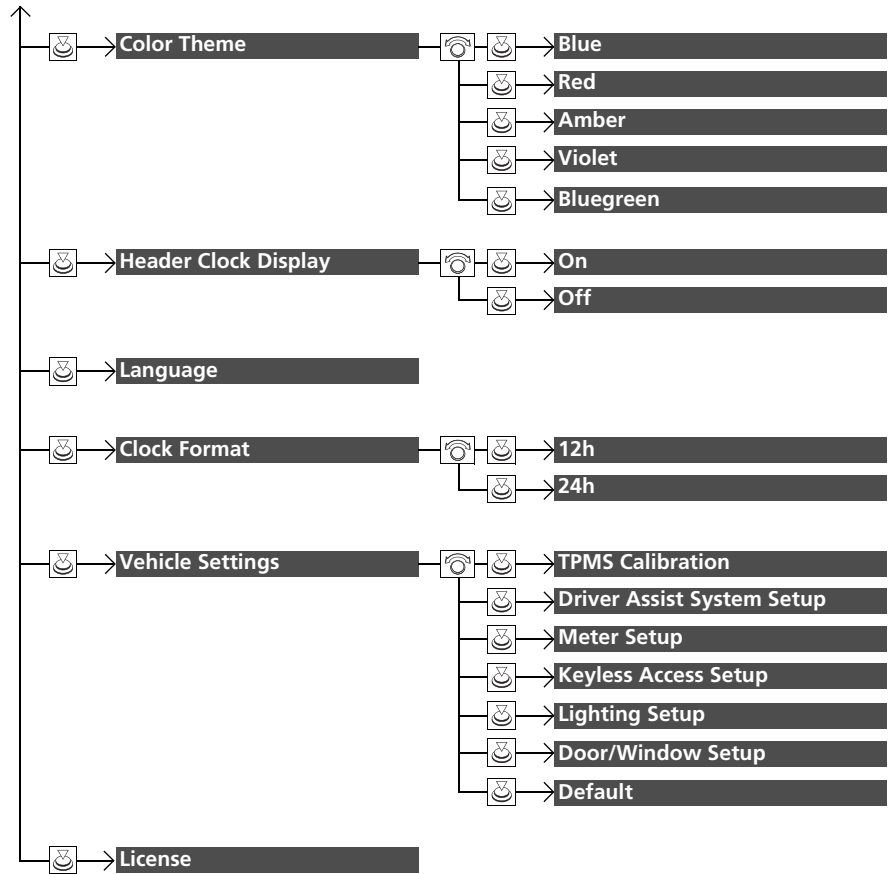 Color Theme
Blue
Red
Amber
Violet
Bluegreen
Header Clock Display
On
Off
Language
Clock Format
12h
24h
Vehicle Settings
TPMS Calibration
Driver Assist System Setup
Meter Setup
Keyless Access Setup
Lighting Setup
Door/Window Setup
Default
License